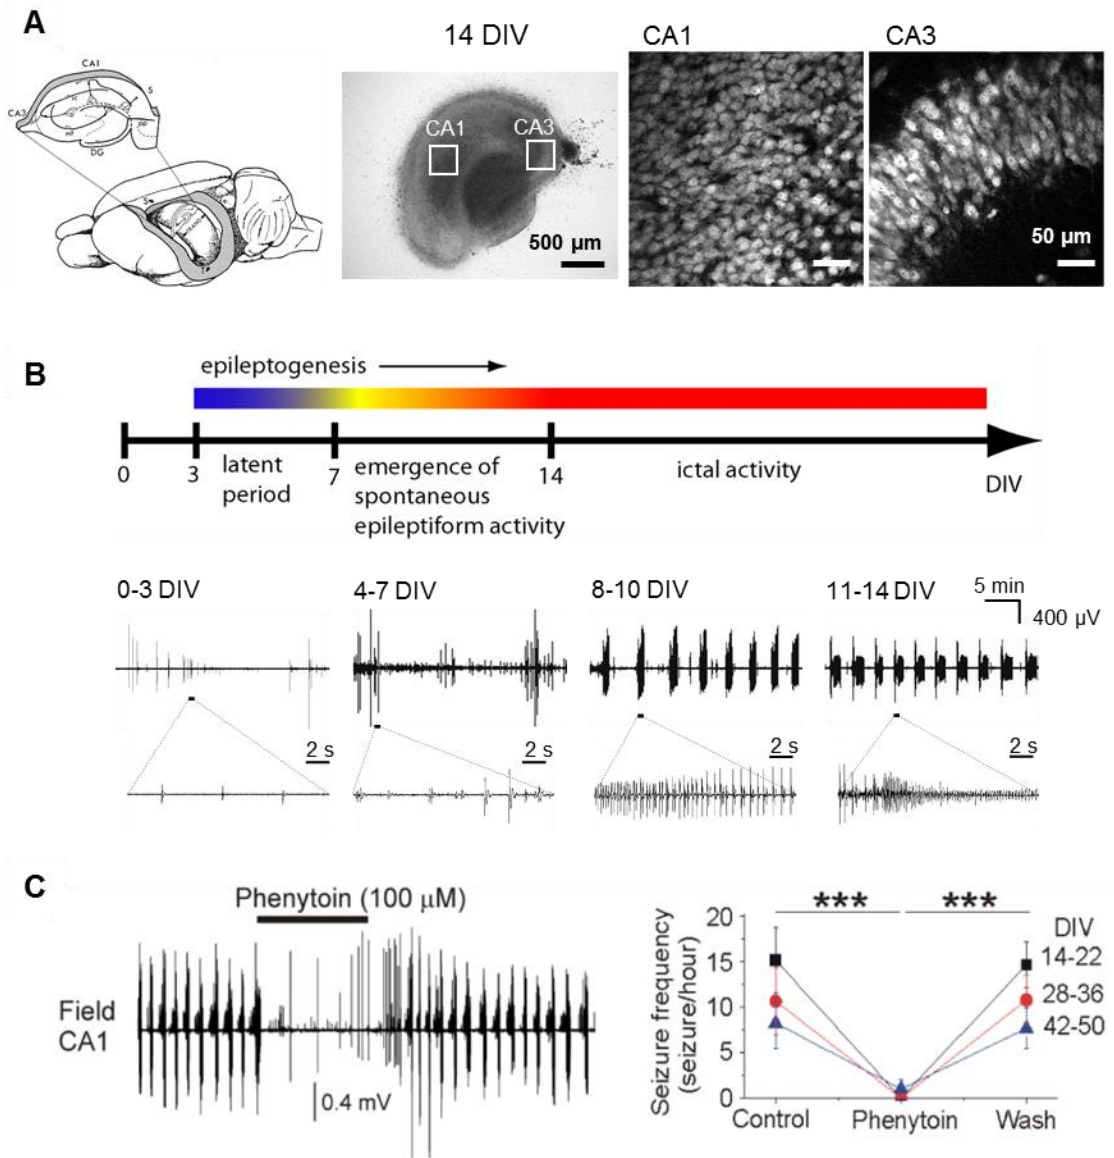 A
14 DIV
CA1
CA3
CA1
CA3
S
DG
CA1
CA3
500 µm
50 µm
S
T
B
epileptogenesis
0
3
latent
period
7
emergence of
spontaneous
epileptiform activity
14
ictal activity
DIV
0-3 DIV
4-7 DIV
8-10 DIV
11-14 DIV
5 min
400 µV
2 s
2 s
2 s
2 s
C
Phenytoin (100 µM)
Field
CA1
0.4 mV
***
***
Seizure frequency
(seizure/hour)
20
15
10
5
0
Control
Phenytoin
Wash
DIV
14-22
28-36
42-50